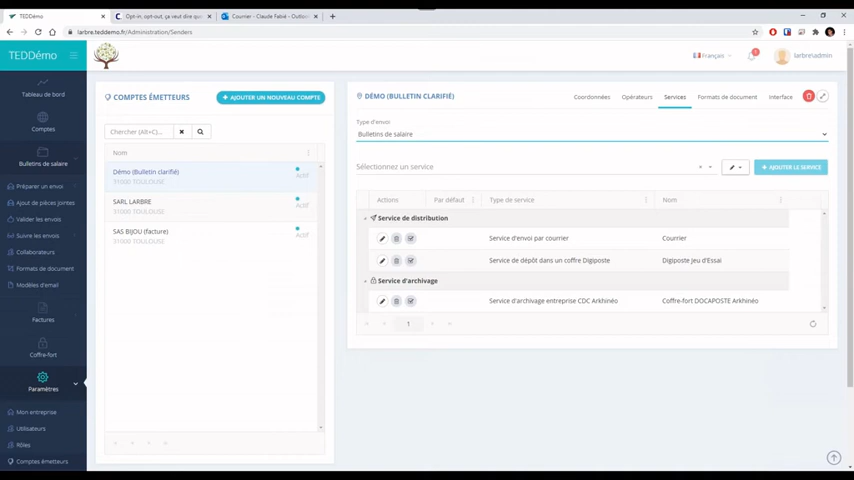 TEDDémo
Opt-in, opt-out, ça veut dire quo
Courrier - Claude Fabié - Outloo
larbre.teddemo.fr/Administration/Senders
TEDDémo
Français
larbre\admin
Tableau de bord
Comptes
Bulletins de salaire
Préparer un envoi
Ajout de pièces jointes
Valider les envois
Suivre les envois
Collaborateurs
Formats de document
Modèles d'email
Factures
Coffre-fort
Paramètres
Mon entreprise
Utilisateurs
Rôles
Comptes émetteurs
COMPTES ÉMETTEURS
+ AJOUTER UN NOUVEAU COMPTE
Chercher (Alt+C)...
Nom
Démo (Bulletin clarifié)
31000 TOULOUSE
Actif
SARL LARBRE
31000 TOULOUSE
Actif
SAS BIJOU (facture)
31000 TOULOUSE
Actif
DÉMO (BULLETIN CLARIFIÉ)
Coordonnées
Opérateurs
Services
Formats de document
Interface
Type d'envoi
Bulletins de salaire
Sélectionnez un service
+ AJOUTER LE SERVICE
Actions
Par défaut
Type de service
Nom
Service de distribution
Service d'envoi par courrier
Courrier
Service de dépôt dans un coffre Digiposte
Digiposte Jeu d'Essai
Service d'archivage
Service d'archivage entreprise CDC Arkhinéo
Coffre-fort DOCAPOSTE Arkhinéo
1